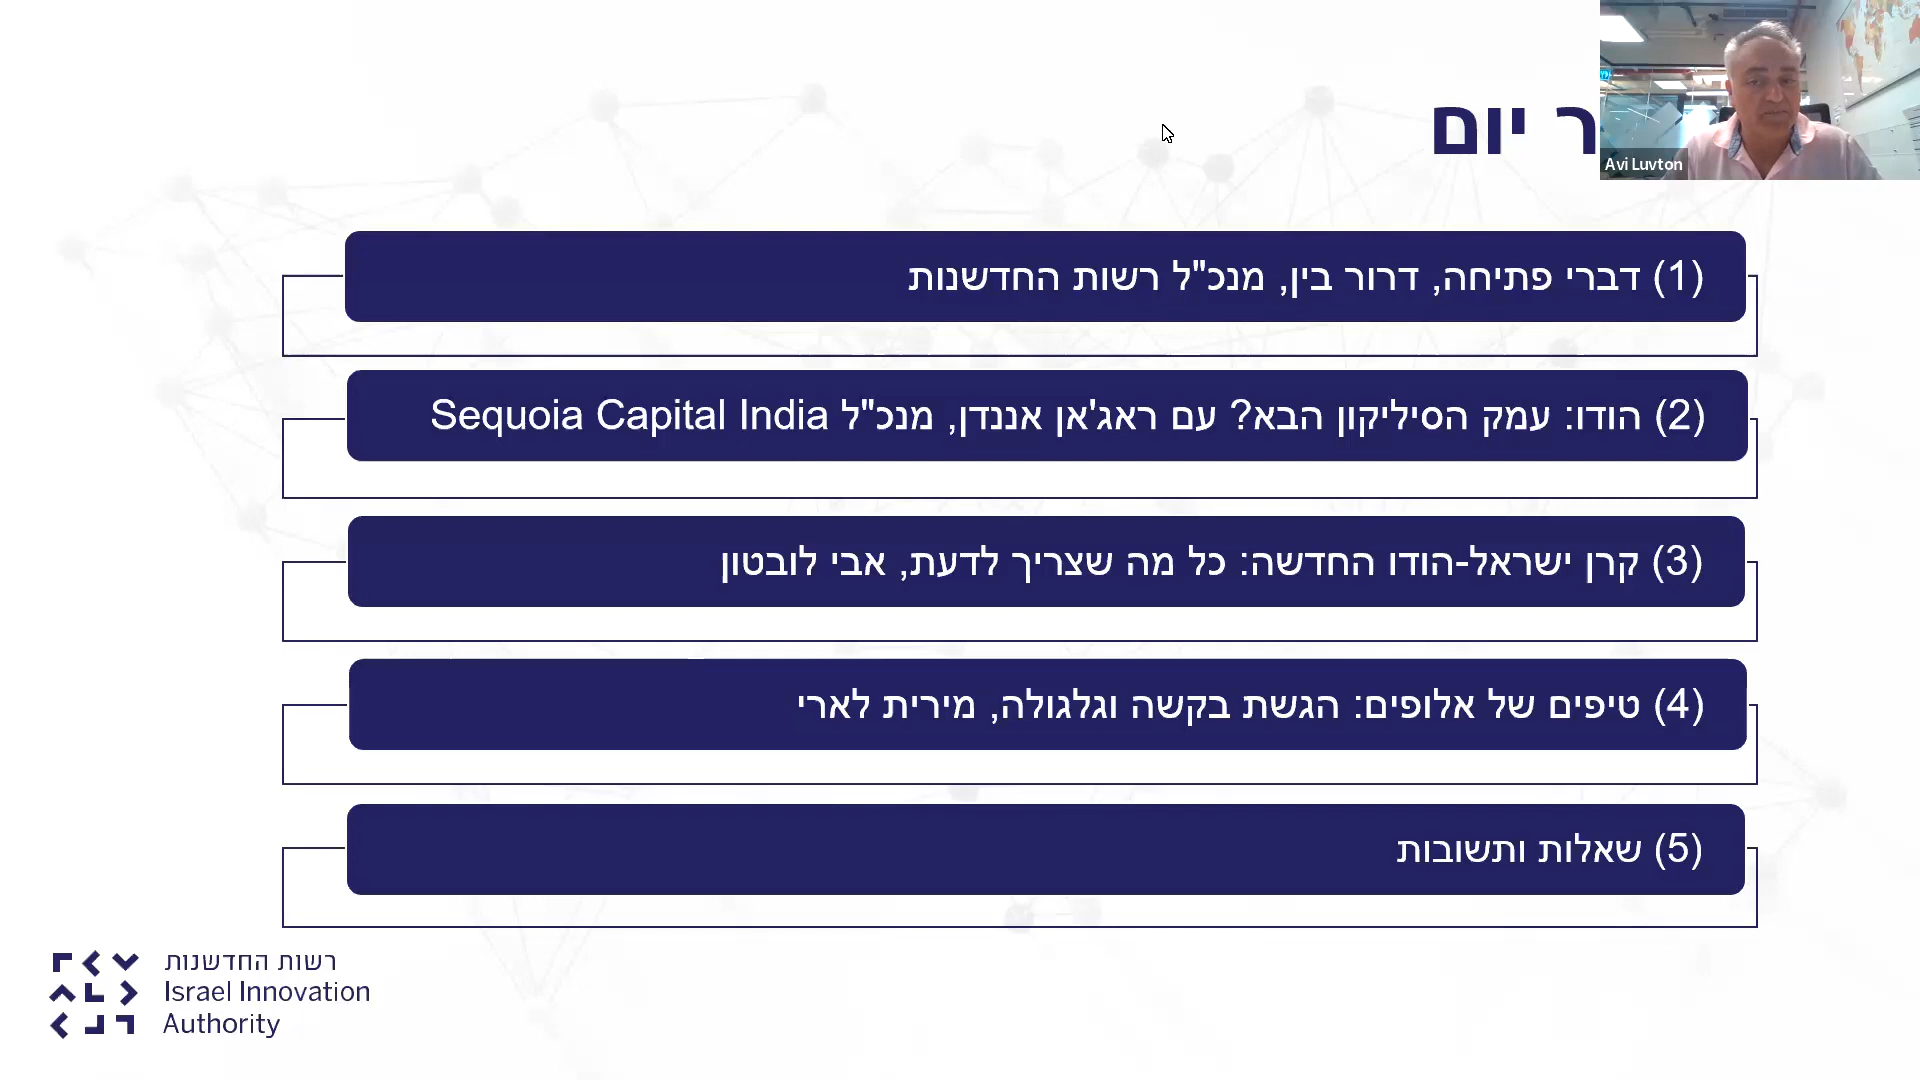 ר יום
Avi Luvton
(1) דברי פתיחה, דרור בין, מנכ"ל רשות החדשנות
(2) הודו: עמק הסיליקון הבא? עם ראג'אן אננדן, מנכ"ל Sequoia Capital India
(3) קרן ישראל-הודו החדשה: כל מה שצריך לדעת, אבי לובטון
(4) טיפים של אלופים: הגשת בקשה וגלגולה, מירית לארי
(5) שאלות ותשובות
רשות החדשנות
Israel Innovation
Authority